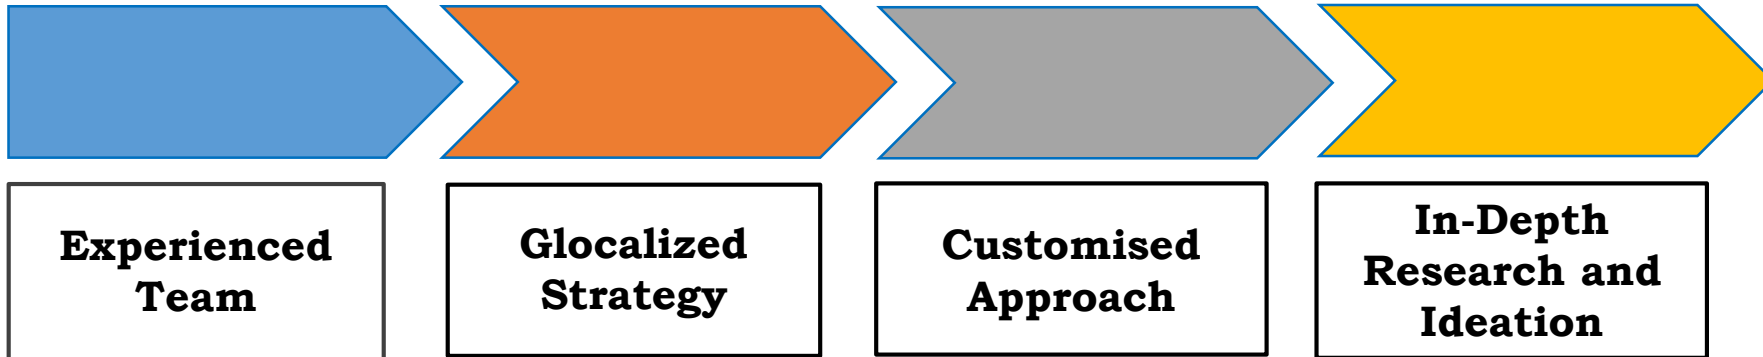 Experienced
Team
Glocalized
Strategy
Customised
Approach
In-Depth
Research and
Ideation